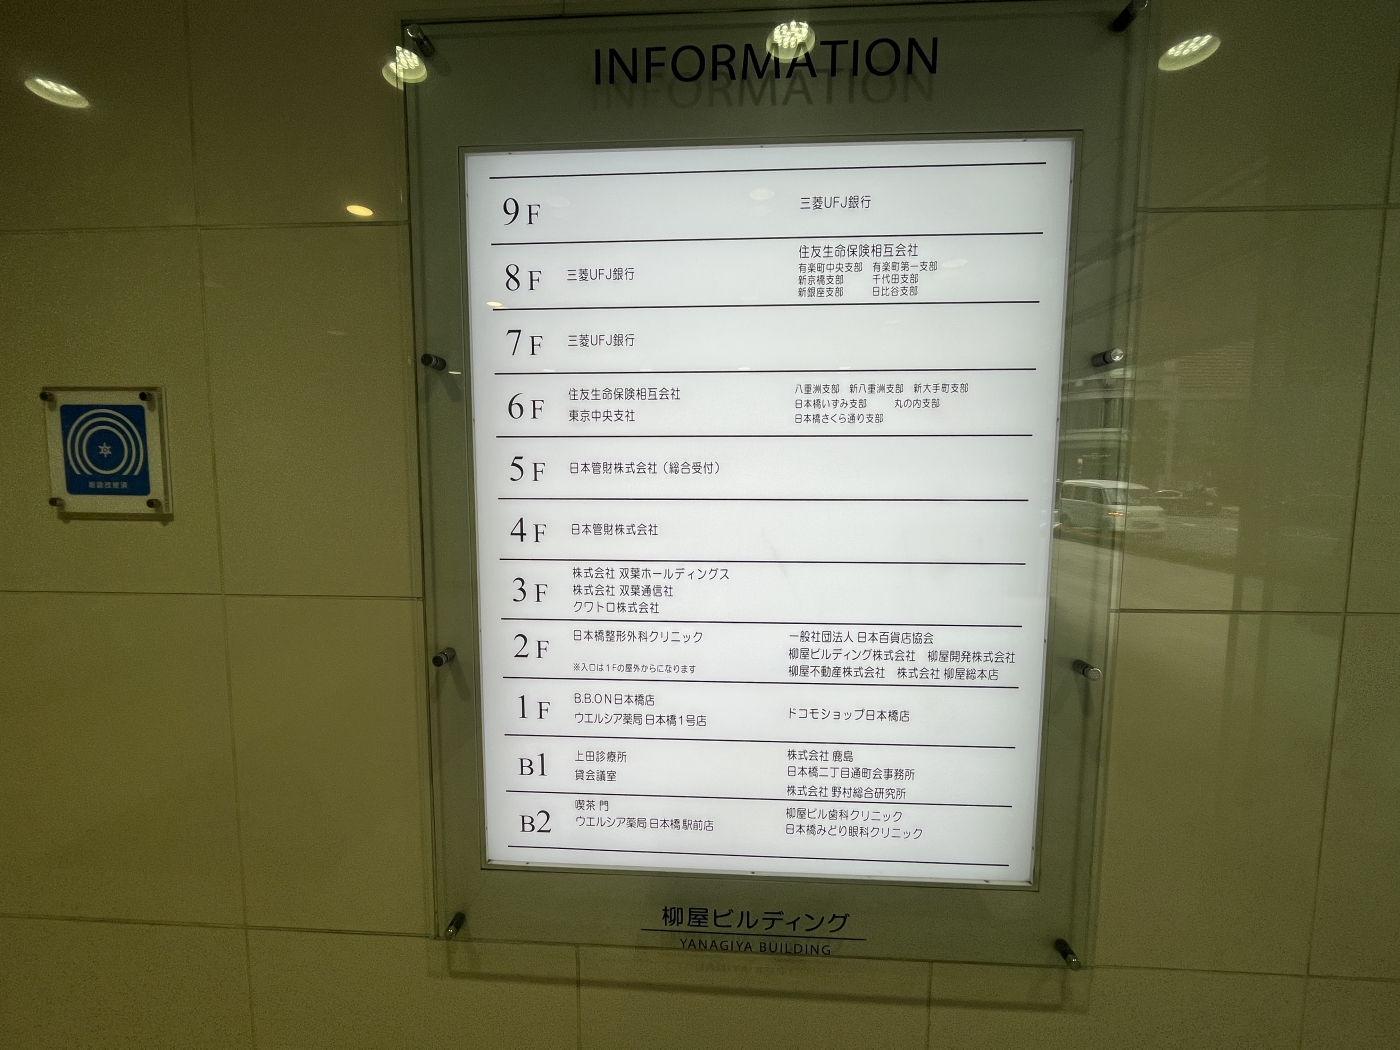 INFORMATION
9F 三菱UFJ銀行
8F 三菱UFJ銀行 住友生命保険相互会社
有楽町中央支部 有楽町第一支部
新京橋支部 千代田支部
新銀座支部 日比谷支部
7F 三菱UFJ銀行
6F 住友生命保険相互会社
東京中央支社
八重洲支部 新八重洲支部 新大手町支部
日本橋いずみ支部 丸の内支部
日本橋さくら通り支部
5F 日本管財株式会社（総合受付）
4F 日本管財株式会社
3F 株式会社 双葉ホールディングス
株式会社 双葉通信社
クワトロ株式会社
2F 日本橋整形外科クリニック
※入口は1Fの屋外からになります
一般社団法人 日本百貨店協会
柳屋ビルディング株式会社 柳屋開発株式会社
柳屋不動産株式会社 株式会社 柳屋総本店
1F B.B.ON日本橋店
ウエルシア薬局 日本橋1号店
ドコモショップ日本橋店
B1 上田診療所
貸会議室
株式会社 鹿島
日本橋二丁目通町会事務所
株式会社 野村総合研究所
B2 喫茶 門
ウエルシア薬局 日本橋駅前店
柳屋ビル歯科クリニック
日本橋みどり眼科クリニック
柳屋ビルディング
YANAGIYA BUILDING